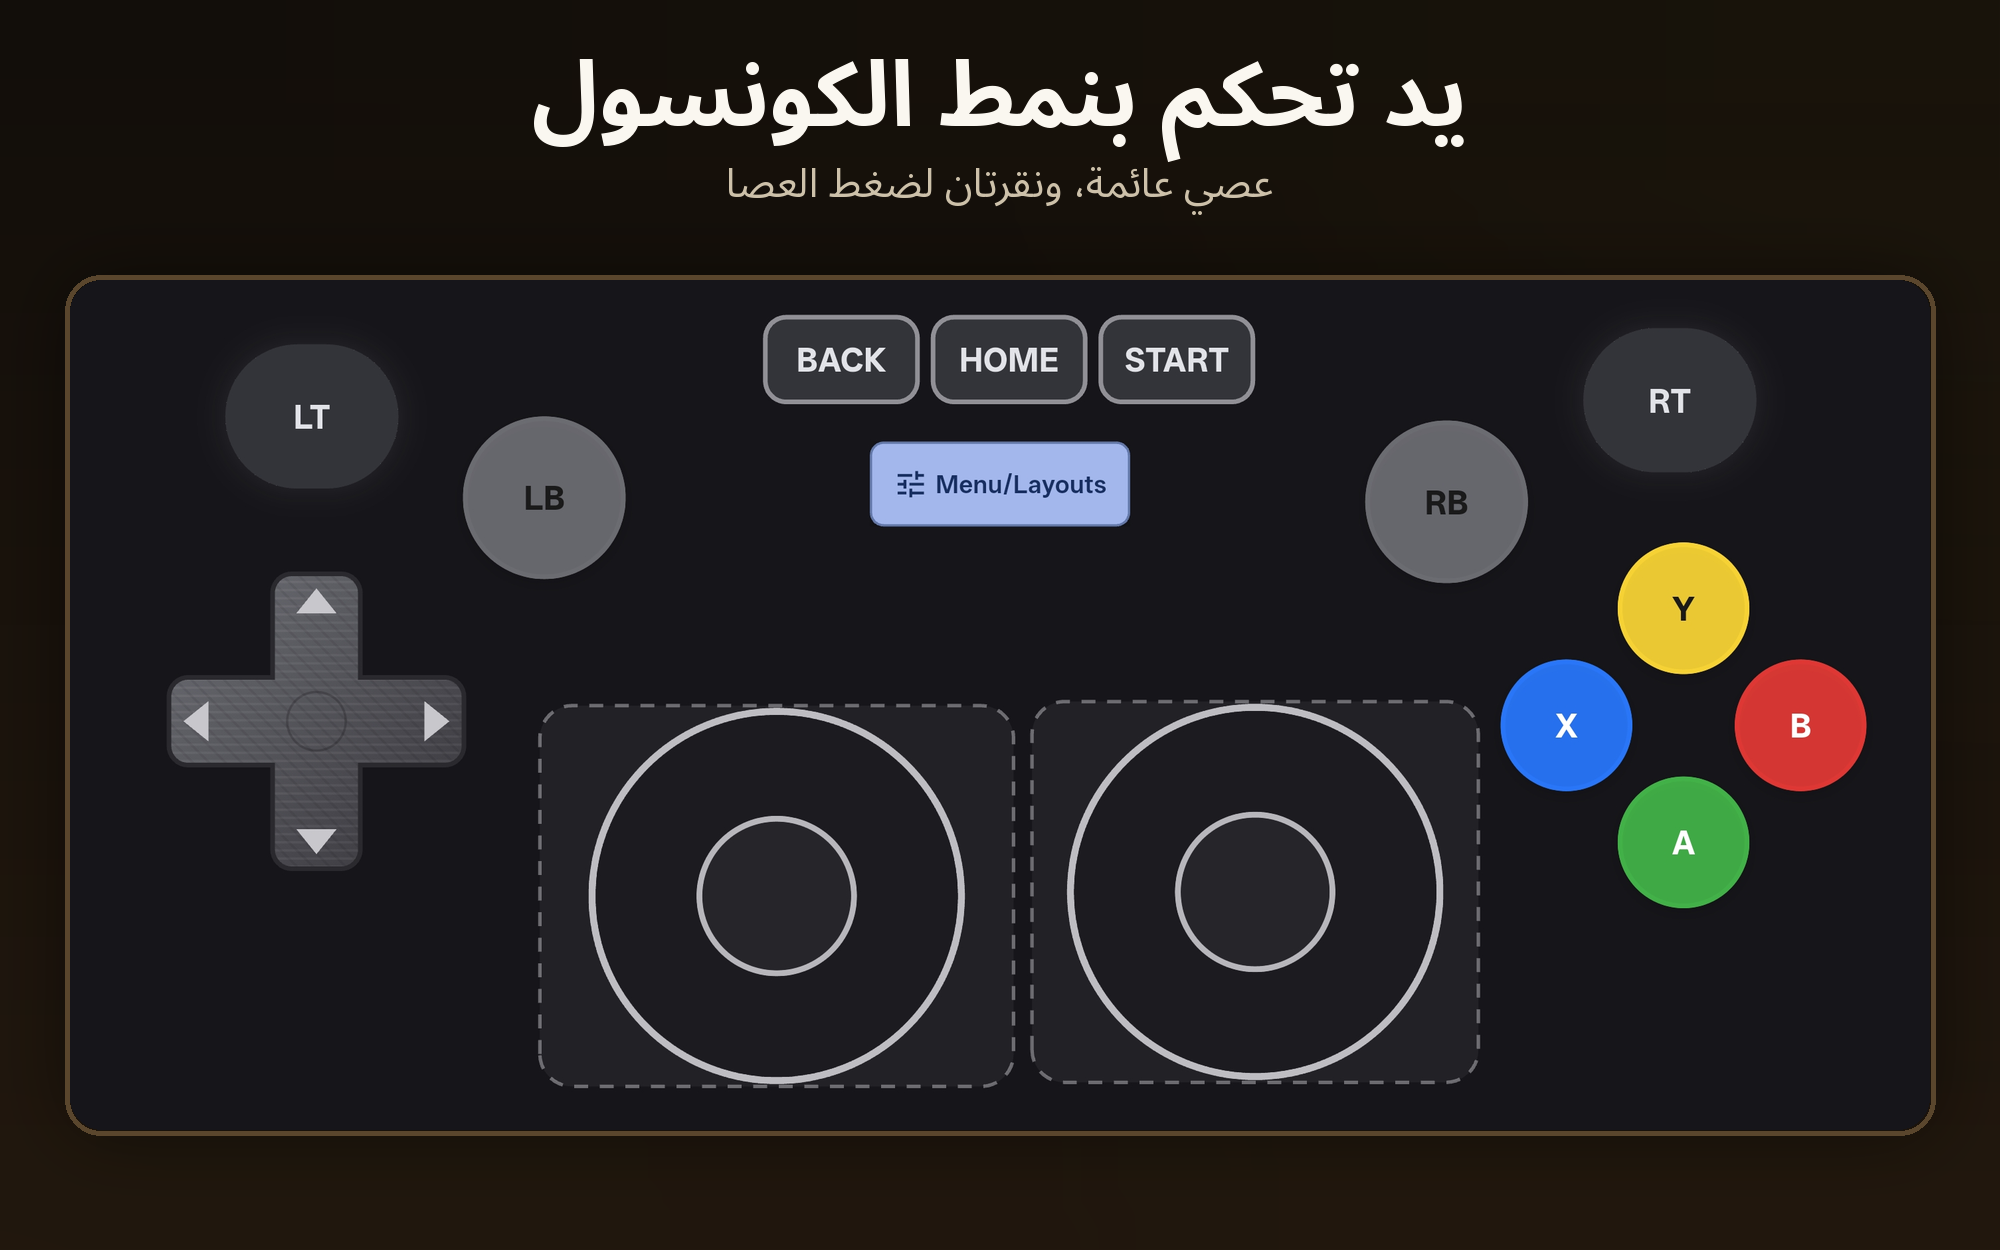 يد تحكم بنمط الكونسول
عصي عائمة، ونقرتان لضغط العصا
BACK HOME START
LT
RT
LB
Menu/Layouts
RB
Y
X
B
A